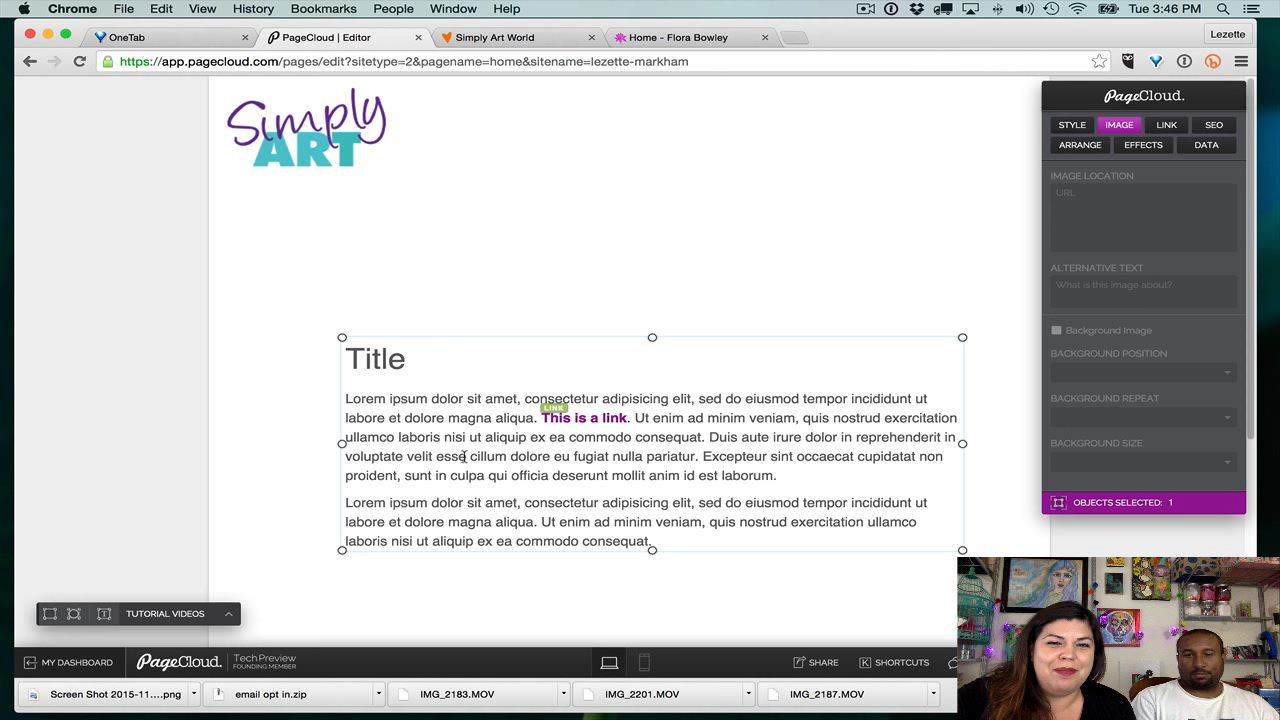 Chrome File Edit View History Bookmarks People Window Help Tue 3:46 PM
OneTab PageCloud | Editor Simply Art World Home - Flora Bowley Lezette
https://app.pagecloud.com/pages/edit?sitetype=2&pagename=home&sitename=lezette-markham
Simply
ART
PageCloud.
STYLE IMAGE LINK SEO
ARRANGE EFFECTS DATA
IMAGE LOCATION
URL
ALTERNATIVE TEXT
What is this image about?
Background Image
BACKGROUND POSITION
BACKGROUND REPEAT
BACKGROUND SIZE
OBJECTS SELECTED: 1
Title
Lorem ipsum dolor sit amet, consectetur adipisicing elit, sed do eiusmod tempor incididunt ut
LINK
labore et dolore magna aliqua. This is a link. Ut enim ad minim veniam, quis nostrud exercitation
ullamco laboris nisi ut aliquip ex ea commodo consequat. Duis aute irure dolor in reprehenderit in
voluptate velit esse cillum dolore eu fugiat nulla pariatur. Excepteur sint occaecat cupidatat non
proident, sunt in culpa qui officia deserunt mollit anim id est laborum.
Lorem ipsum dolor sit amet, consectetur adipisicing elit, sed do eiusmod tempor incididunt ut
labore et dolore magna aliqua. Ut enim ad minim veniam, quis nostrud exercitation ullamco
laboris nisi ut aliquip ex ea commodo consequat.
T TUTORIAL VIDEOS
MY DASHBOARD PageCloud. Tech Preview
FOUNDING MEMBER
SHARE K SHORTCUTS
Screen Shot 2015-11....png email opt in.zip IMG_2183.MOV IMG_2201.MOV IMG_2187.MOV